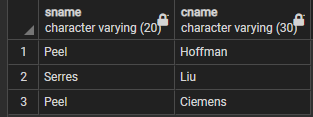 sname cname
character varying (20) character varying (30)
1 Peel Hoffman
2 Serres Liu
3 Peel Ciemens